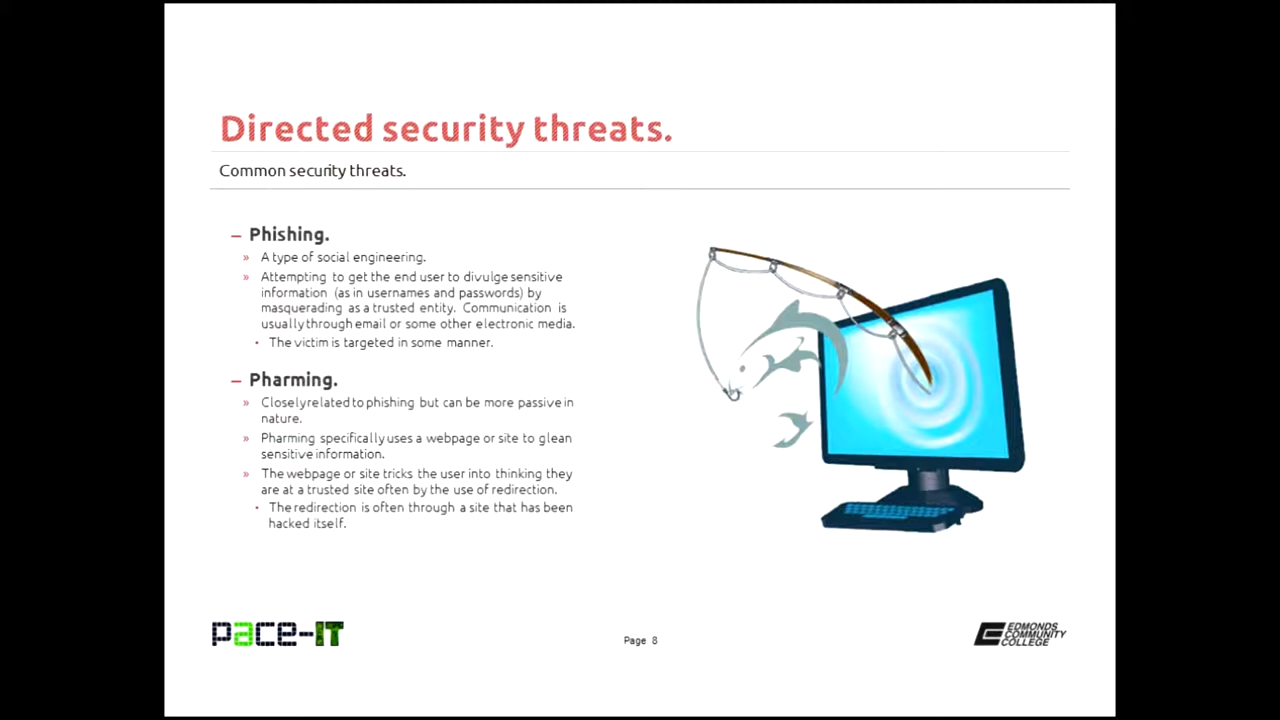 Directed security threats.
Common security threats.
– Phishing.
» A type of social engineering.
» Attempting to get the end user to divulge sensitive
information (as in usernames and passwords) by
masquerading as a trusted entity. Communication is
usually through email or some other electronic media.
• The victim is targeted in some manner.
– Pharming.
» Closely related to phishing but can be more passive in
nature.
» Pharming specifically uses a webpage or site to glean
sensitive information.
» The webpage or site tricks the user into thinking they
are at a trusted site often by the use of redirection.
• The redirection is often through a site that has been
hacked itself.
pace-IT
Page 8
EDMONDS
COMMUNITY
COLLEGE